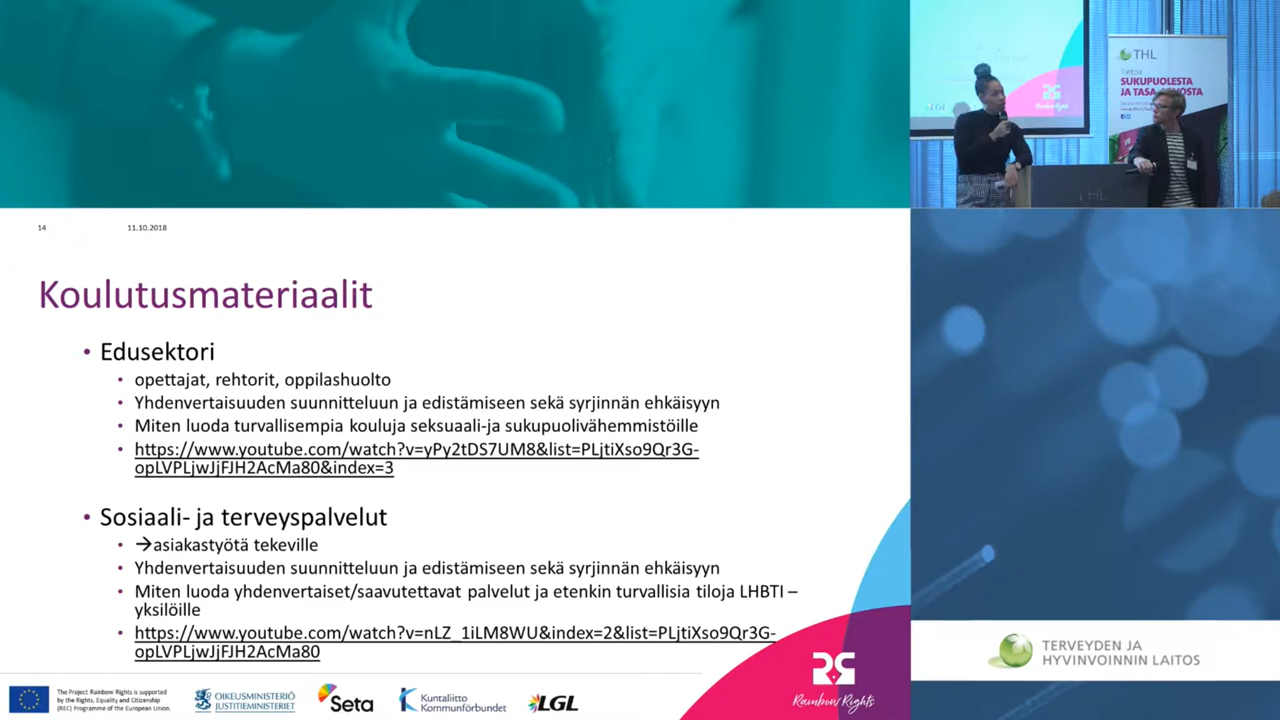 14
11.10.2018
Koulutusmateriaalit
• Edusektori
• opettajat, rehtorit, oppilashuolto
• Yhdenvertaisuuden suunnitteluun ja edistämiseen sekä syrjinnän ehkäisyyn
• Miten luoda turvallisempia kouluja seksuaali-ja sukupuolivähemmistöille
• https://www.youtube.com/watch?v=yPy2tDS7UM8&list=PLjtiXso9Qr3G-
opLVPLjwJjFJH2AcMa80&index=3
• Sosiaali- ja terveyspalvelut
• →asiakastyötä tekeville
• Yhdenvertaisuuden suunnitteluun ja edistämiseen sekä syrjinnän ehkäisyyn
• Miten luoda yhdenvertaiset/saavutettavat palvelut ja etenkin turvallisia tiloja LHBTI –
yksilöille
• https://www.youtube.com/watch?v=nLZ_1iLM8WU&index=2&list=PLjtiXso9Qr3G-
opLVPLjwJjFJH2AcMa80
The Project Rainbow Rights is supported
by the Rights, Equality and Citizenship
(REC) Programme of the European Union.
OIKEUSMINISTERIÖ
JUSTITIEMINISTERIET
Seta
Kuntaliitto
Kommunförbundet
LGL
Rainbow Rights
THL
Tietoa
SUKUPUOLESTA
JA TASA-
LGL
Rainbow Rights
THL
TERVEYDEN JA
HYVINVOINNIN LAITOS